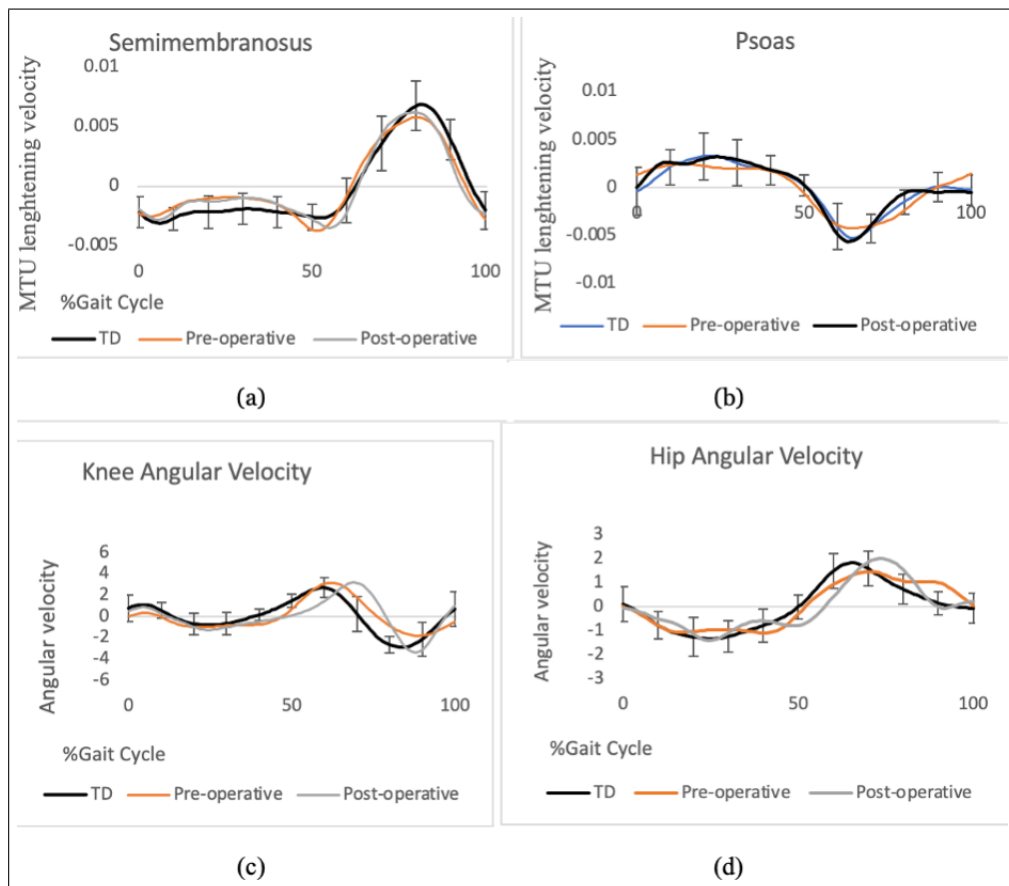 Semimembranosus
MTU lenghtening velocity
0.01
0.005
0
-0.005
0 50 100
%Gait Cycle
TD Pre-operative Post-operative
(a)
Psoas
MTU lenghtening velocity
0.01
0.005
0
-0.005
-0.01
0 50 100
TD Pre-operative Post-operative
(b)
Knee Angular Velocity
Angular velocity
6
4
2
0
-2
-4
-6
0 50 100
%Gait Cycle
TD Pre-operative Post-operative
(c)
Hip Angular Velocity
Angular velocity
3
2
1
0
-1
-2
-3
0 50 100
%Gait Cycle
TD Pre-operative Post-operative
(d)